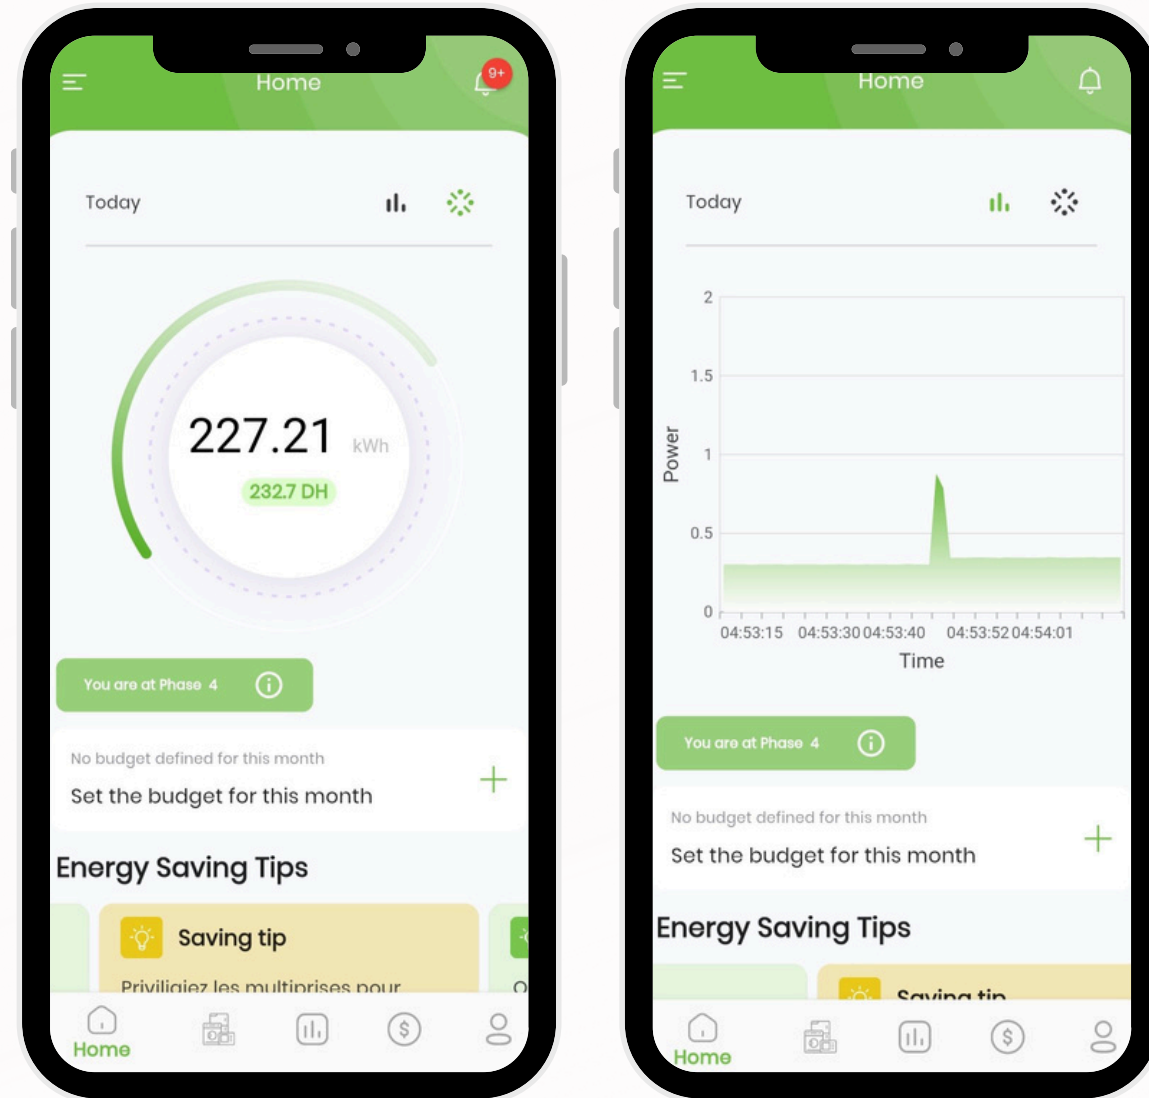 Home
9+
Today
227.21 kWh
232.7 DH
You are at Phase 4
No budget defined for this month
Set the budget for this month
Energy Saving Tips
Saving tip
Priviligiez les multiprises pour
O
Home
Home
Today
2
1.5
1
0.5
0
Power
04:53:15 04:53:30 04:53:40 04:53:52 04:54:01
Time
You are at Phase 4
No budget defined for this month
Set the budget for this month
Energy Saving Tips
Saving tip
Home